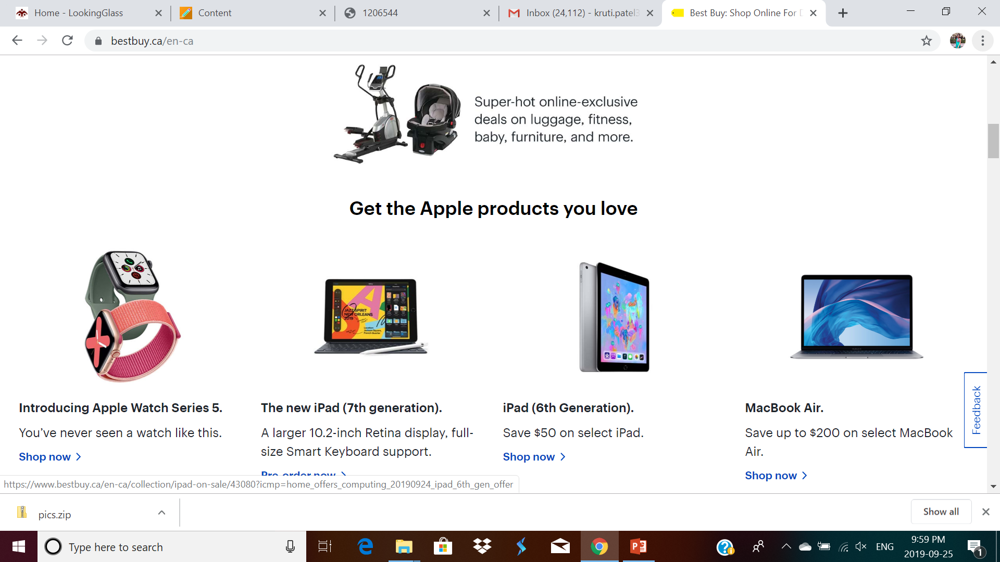 Home - LookingGlass
Content
1206544
Inbox (24,112) - kruti.patel3
Best Buy: Shop Online For D
bestbuy.ca/en-ca
Super-hot online-exclusive
deals on luggage, fitness,
baby, furniture, and more.
Get the Apple products you love
JAZZ SPIRIT
NEW ORLEANS
2019
Location:
Jackson Square,
French Quarter
Introducing Apple Watch Series 5.
You've never seen a watch like this.
Shop now
The new iPad (7th generation).
A larger 10.2-inch Retina display, full-
size Smart Keyboard support.
Pre-order now
iPad (6th Generation).
Save $50 on select iPad.
Shop now
MacBook Air.
Save up to $200 on select MacBook
Air.
Shop now
Feedback
https://www.bestbuy.ca/en-ca/collection/ipad-on-sale/43080?icmp=home_offers_computing_20190924_ipad_6th_gen_offer
pics.zip
Show all
Type here to search
ENG
9:59 PM
2019-09-25
1